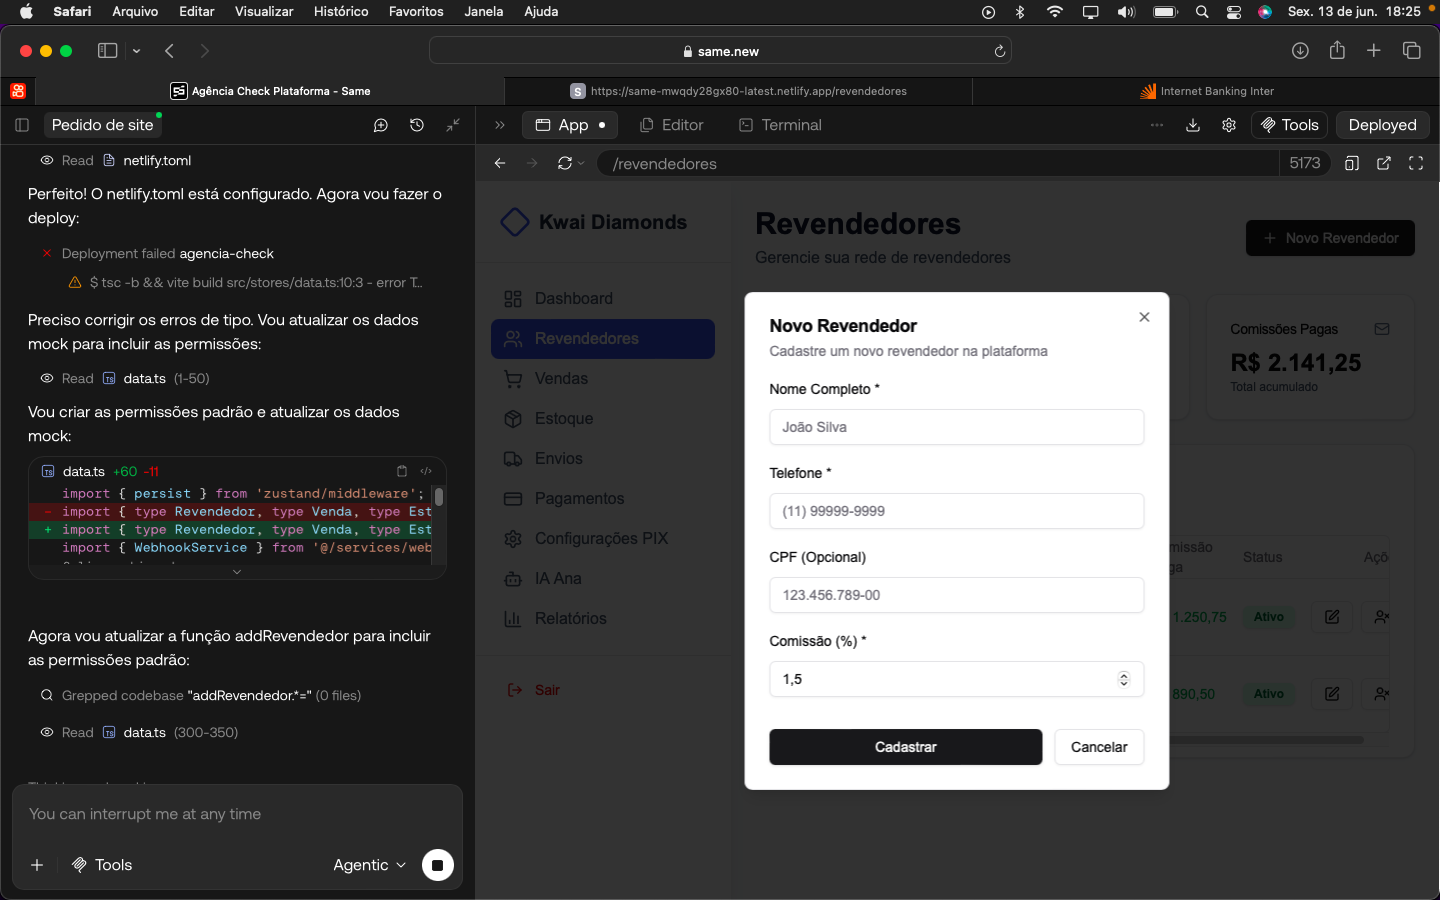 Safari Arquivo Editar Visualizar Histórico Favoritos Janela Ajuda
Sex. 13 de jun. 18:25
same.new
Agência Check Plataforma - Same
S https://same-mwqdy28gx80-latest.netlify.app/revendedores
Internet Banking Inter
Pedido de site
App
Editor
Terminal
Tools
Deployed
/revendedores
5173
Read netlify.toml
Perfeito! O netlify.toml está configurado. Agora vou fazer o
deploy:
Deployment failed agencia-check
$ tsc -b && vite build src/stores/data.ts:10:3 - error T...
Preciso corrigir os erros de tipo. Vou atualizar os dados
mock para incluir as permissões:
Read TS data.ts (1-50)
Vou criar as permissões padrão e atualizar os dados
mock:
TS data.ts +60 -11
import { persist } from 'zustand/middleware';
- import { type Revendedor, type Venda, type Est
+ import { type Revendedor, type Venda, type Est
import { WebhookService } from '@/services/web
Agora vou atualizar a função addRevendedor para incluir
as permissões padrão:
Grepped codebase "addRevendedor.*=" (0 files)
Read TS data.ts (300-350)
You can interrupt me at any time
Tools
Agentic
Kwai Diamonds
Dashboard
Revendedores
Vendas
Estoque
Envios
Pagamentos
Configurações PIX
IA Ana
Relatórios
Sair
Revendedores
Gerencie sua rede de revendedores
Novo Revendedor
Comissões Pagas
R$ 2.141,25
Total acumulado
missão
ga
Status
Açõ
1.250,75
Ativo
890,50
Ativo
Novo Revendedor
Cadastre um novo revendedor na plataforma
Nome Completo *
João Silva
Telefone *
(11) 99999-9999
CPF (Opcional)
123.456.789-00
Comissão (%) *
1,5
Cadastrar
Cancelar